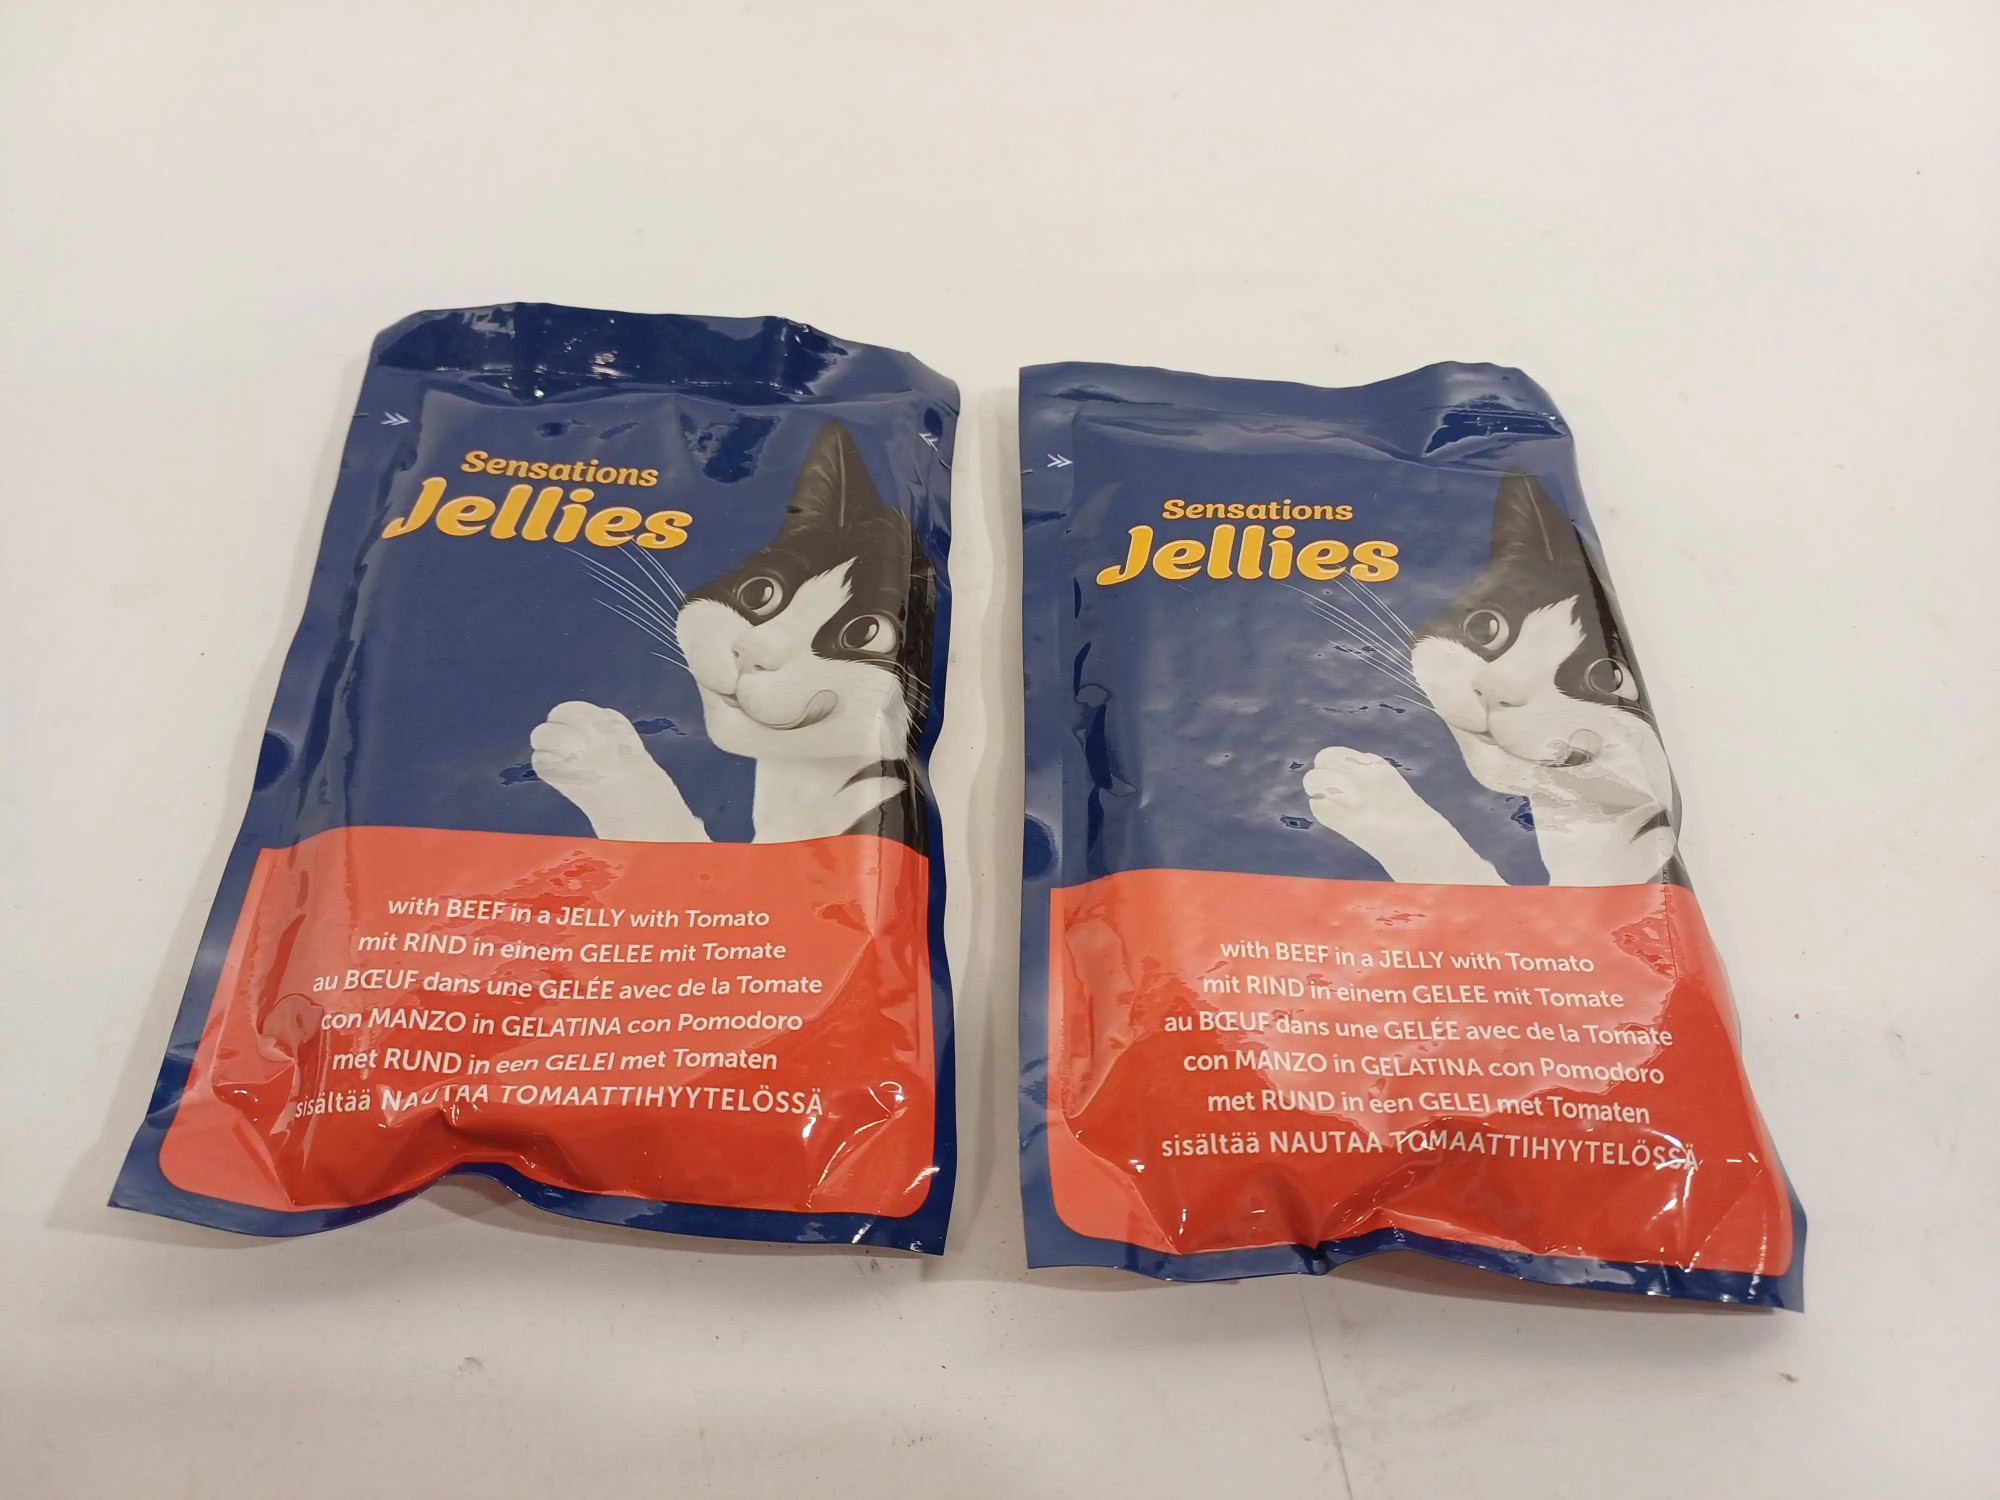 Sensations
Jellies
with BEEF in a JELLY with Tomato
mit RIND in einem GELEE mit Tomate
au BŒUF dans une GELÉE avec de la Tomate
con MANZO in GELATINA con Pomodoro
met RUND in een GELEI met Tomaten
sisältää NAUTAA TOMAATTIHYYTELÖSSÄ
Sensations
Jellies
with BEEF in a JELLY with Tomato
mit RIND in einem GELEE mit Tomate
au BŒUF dans une GELÉE avec de la Tomate
con MANZO in GELATINA con Pomodoro
met RUND in een GELEI met Tomaten
sisältää NAUTAA TOMAATTIHYYTELÖSSÄ